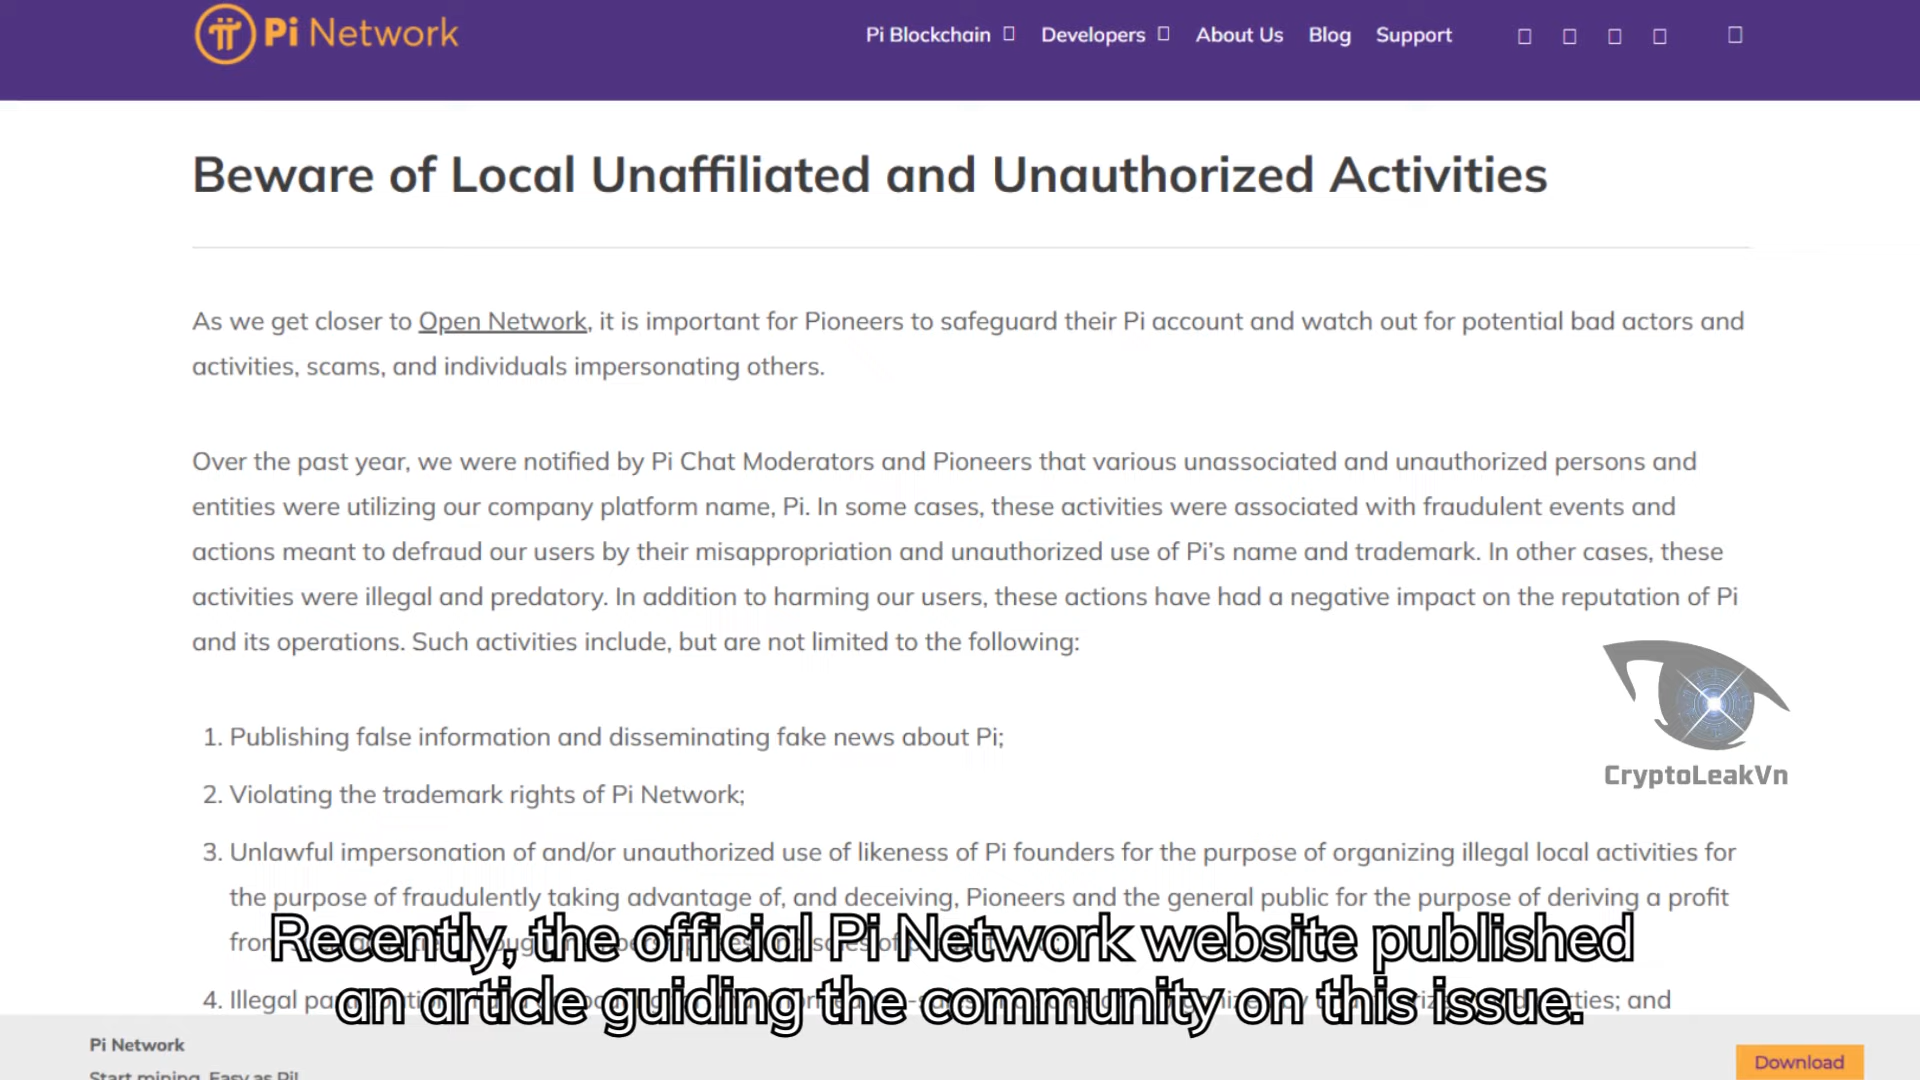 Pi Network
Pi Blockchain Developers About Us Blog Support
Beware of Local Unaffiliated and Unauthorized Activities
As we get closer to Open Network, it is important for Pioneers to safeguard their Pi account and watch out for potential bad actors and
activities, scams, and individuals impersonating others.
Over the past year, we were notified by Pi Chat Moderators and Pioneers that various unassociated and unauthorized persons and
entities were utilizing our company platform name, Pi. In some cases, these activities were associated with fraudulent events and
actions meant to defraud our users by their misappropriation and unauthorized use of Pi’s name and trademark. In other cases, these
activities were illegal and predatory. In addition to harming our users, these actions have had a negative impact on the reputation of Pi
and its operations. Such activities include, but are not limited to the following:
1. Publishing false information and disseminating fake news about Pi;
CryptoLeakVn
2. Violating the trademark rights of Pi Network;
3. Unlawful impersonation of and/or unauthorized use of likeness of Pi founders for the purpose of organizing illegal local activities for
the purpose of fraudulently taking advantage of, and deceiving, Pioneers and the general public for the purpose of deriving a profit
Recently, the official Pi Network website published
4. Illegal
and
an article guiding the community on this issue.
Pi Network
Start mining. Easy as Pi!
Download